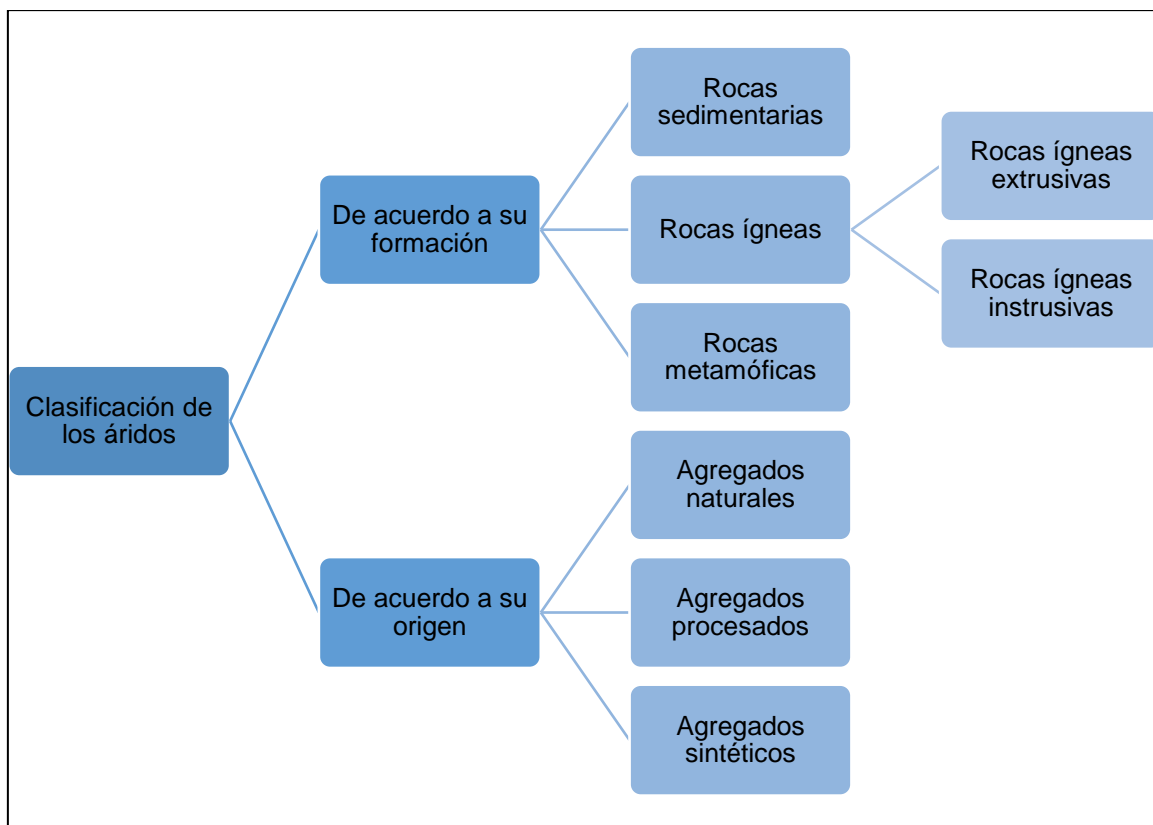 Rocas
sedimentarias
Rocas ígneas
extrusivas
De acuerdo a su
formación
Rocas ígneas
Rocas ígneas
instrusivas
Rocas
metamóficas
Clasificación de
los áridos
Agregados
naturales
De acuerdo a su
origen
Agregados
procesados
Agregados
sintéticos